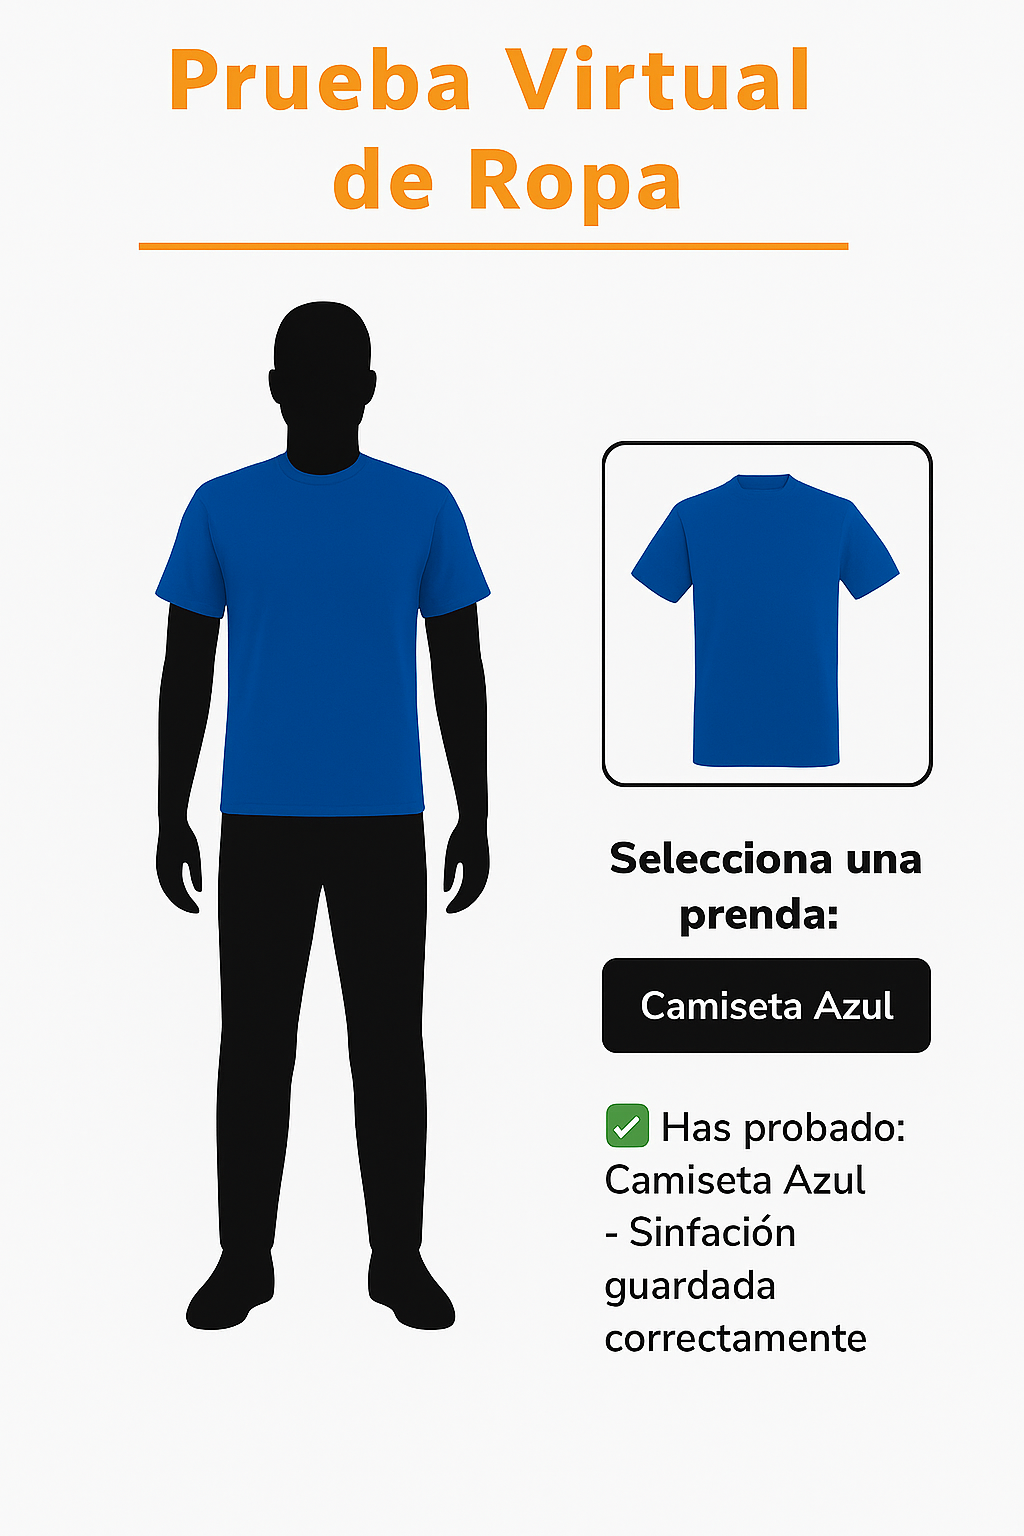 Prueba Virtual
de Ropa
Selecciona una
prenda:
Camiseta Azul
✅ Has probado:
Camiseta Azul
- Sinfación
guardada
correctamente